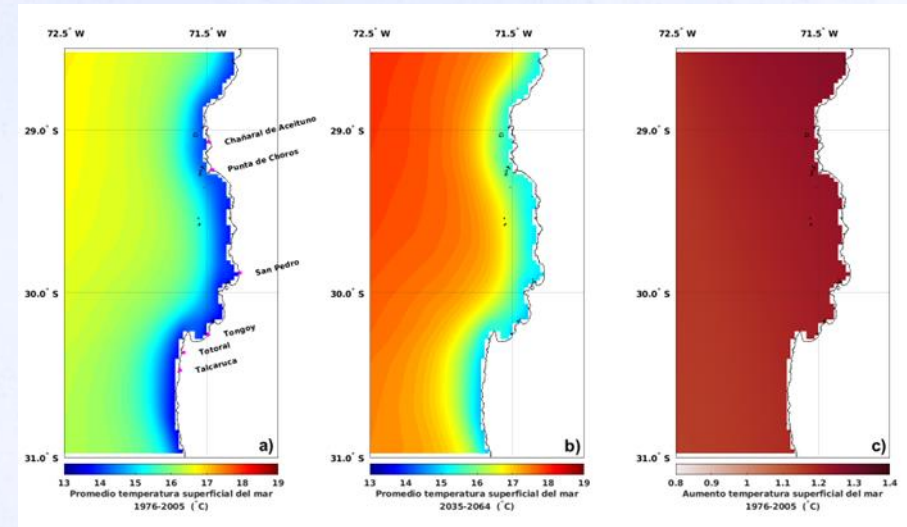 72.5° W 71.5° W 72.5° W 71.5° W 72.5° W 71.5° W
29.0° S 29.0° S 29.0° S
Chañaral de Aceituno
Punta de Choros
San Pedro
30.0° S 30.0° S 30.0° S
Tongoy
Totoral
Talcaruca
a) b) c)
31.0° S 31.0° S 31.0° S
13 14 15 16 17 18 19 13 14 15 16 17 18 19 0.8 0.9 1 1.1 1.2 1.3 1.4
Promedio temperatura superficial del mar Promedio temperatura superficial del mar Aumento temperatura superficial del mar
1976-2005 (°C) 2035-2064 (°C) 1976-2005 (°C)